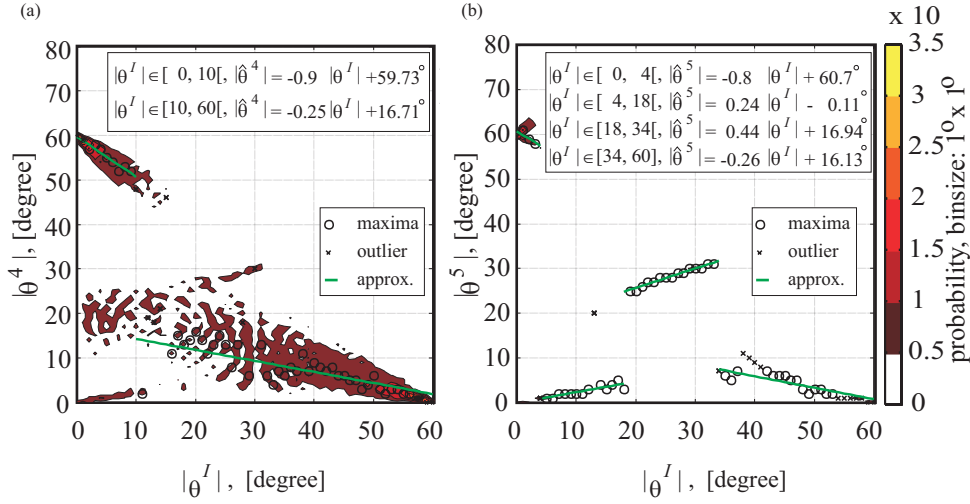 (a)
|θ^I|∈[ 0, 10[, |θ̂^4|= -0.9 |θ^I|+59.73°
|θ^I|∈[10, 60[, |θ̂^4|= -0.25|θ^I|+16.71°
maxima
outlier
approx.
80
70
60
50
40
30
20
10
0
|θ^4|, [degree]
0 10 20 30 40 50 60
|θ^I| , [degree]
(b)
|θ^I|∈[ 0, 4[, |θ̂^5|= -0.8 |θ^I|+ 60.7°
|θ^I|∈[ 4, 18[, |θ̂^5|= 0.24 |θ^I| - 0.11°
|θ^I|∈[18, 34[, |θ̂^5|= 0.44 |θ^I| + 16.94°
|θ^I|∈[34, 60], |θ̂^5|= -0.26 |θ^I| + 16.13°
maxima
outlier
approx.
80
70
60
50
40
30
20
10
0
|θ^5|, [degree]
0 10 20 30 40 50 60
|θ^I| , [degree]
x 10
3.5
3
2.5
2
1.5
1
0.5
0
probability, binsize: 1° x 1°